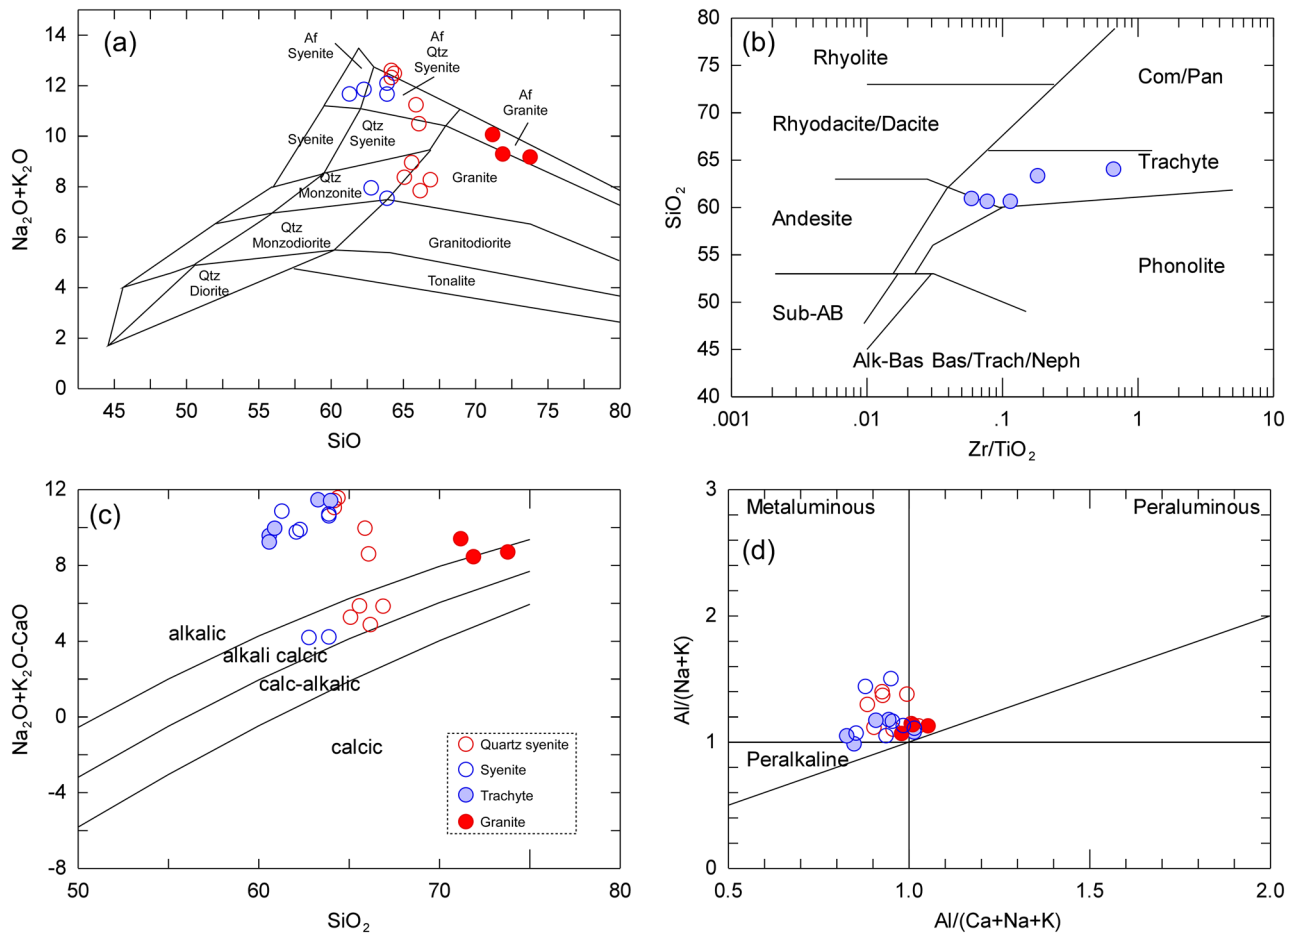 (a)
14
12
10
8
6
4
2
0
Na₂O+K₂O
Af
Syenite
Af
Qtz
Syenite
Af
Granite
Syenite
Qtz
Syenite
Qtz
Monzonite
Granite
Qtz
Monzodiorite
Granitodiorite
Qtz
Diorite
Tonalite
45 50 55 60 65 70 75 80
SiO
(b)
80
75
70
65
60
55
50
45
40
SiO₂
Rhyolite
Com/Pan
Rhyodacite/Dacite
Trachyte
Andesite
Phonolite
Sub-AB
Alk-Bas Bas/Trach/Neph
.001 .01 .1 1 10
Zr/TiO₂
(c)
12
8
4
0
-4
-8
Na₂O+K₂O-CaO
alkalic
alkali calcic
calc-alkalic
calcic
Quartz syenite
Syenite
Trachyte
Granite
50 60 70 80
SiO₂
(d)
3
2
1
0
Al/(Na+K)
Metaluminous
Peraluminous
Peralkaline
0.5 1.0 1.5 2.0
Al/(Ca+Na+K)